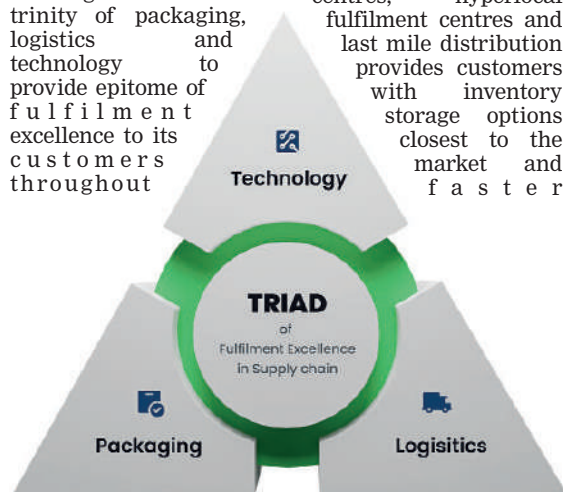 trinity of packaging,
logistics and
technology to
provide epitome of
fulfilment
excellence to its
customers
throughout
fulfilment centres and
last mile distribution
provides customers
with inventory
storage options
closest to the
market and
faster
Technology
TRIAD
of
Fulfilment Excellence
in Supply chain
Packaging
Logisitics